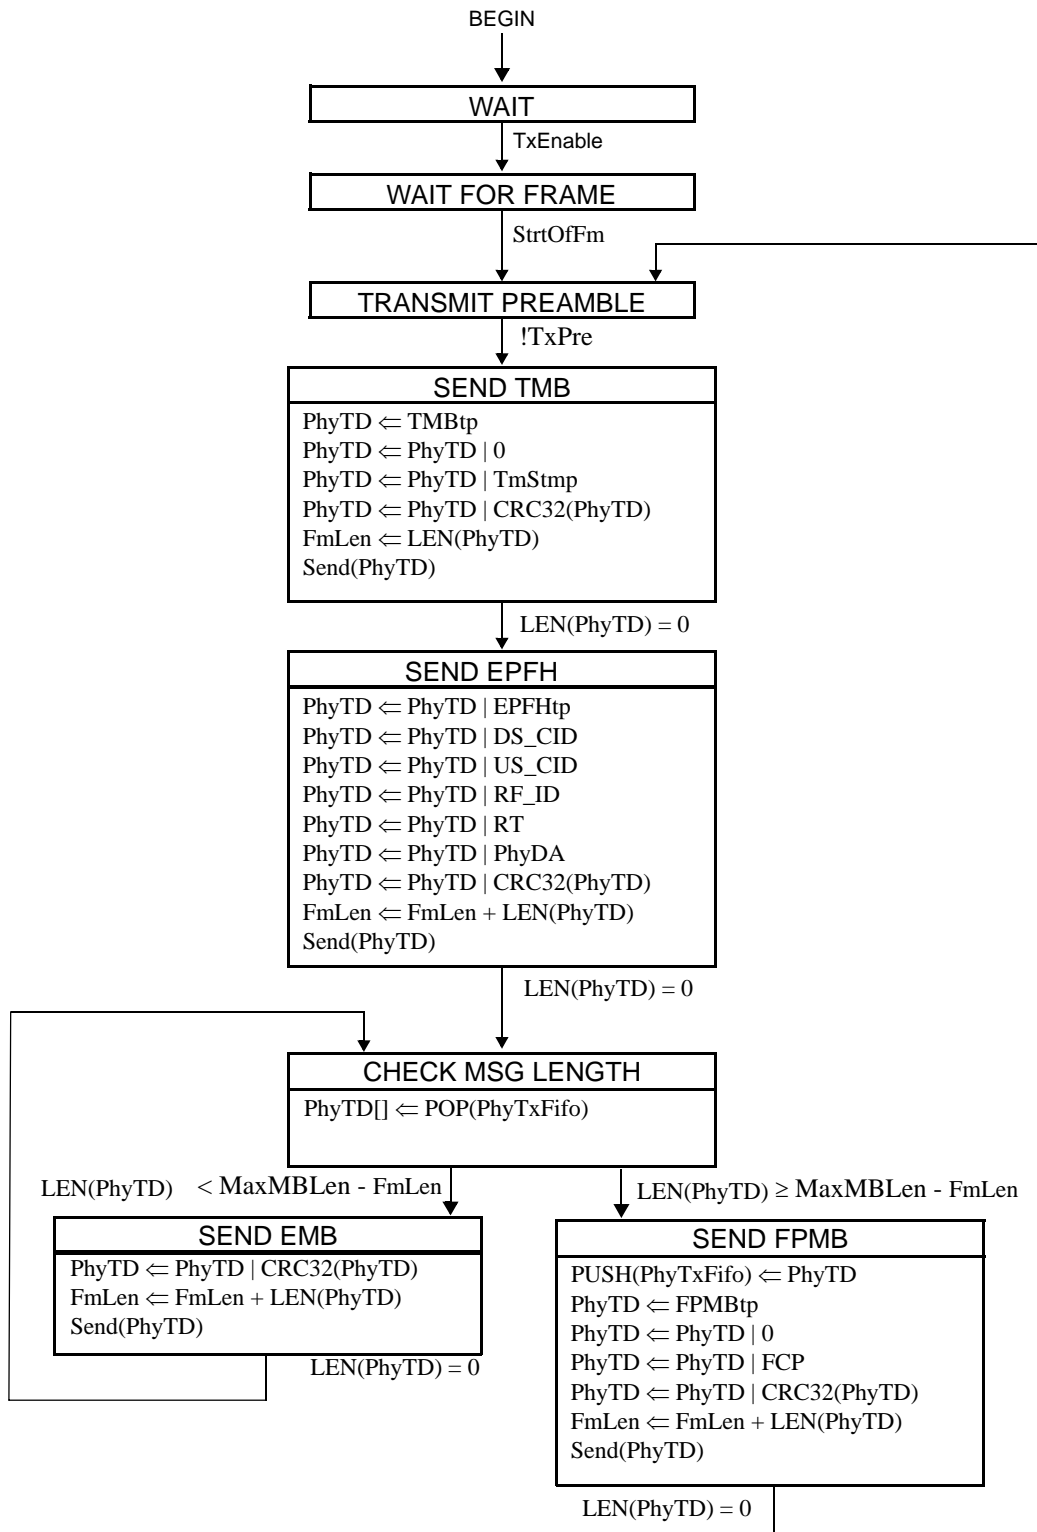 BEGIN
WAIT
TxEnable
WAIT FOR FRAME
StrtOfFm
TRANSMIT PREAMBLE
!TxPre
SEND TMB
PhyTD ⇐ TMBtp
PhyTD ⇐ PhyTD | 0
PhyTD ⇐ PhyTD | TmStmp
PhyTD ⇐ PhyTD | CRC32(PhyTD)
FmLen ⇐ LEN(PhyTD)
Send(PhyTD)
LEN(PhyTD) = 0
SEND EPFH
PhyTD ⇐ PhyTD | EPFHtp
PhyTD ⇐ PhyTD | DS_CID
PhyTD ⇐ PhyTD | US_CID
PhyTD ⇐ PhyTD | RF_ID
PhyTD ⇐ PhyTD | RT
PhyTD ⇐ PhyTD | PhyDA
PhyTD ⇐ PhyTD | CRC32(PhyTD)
FmLen ⇐ FmLen + LEN(PhyTD)
Send(PhyTD)
LEN(PhyTD) = 0
CHECK MSG LENGTH
PhyTD[] ⇐ POP(PhyTxFifo)
LEN(PhyTD) < MaxMBLen - FmLen
LEN(PhyTD) ≥ MaxMBLen - FmLen
SEND EMB
PhyTD ⇐ PhyTD | CRC32(PhyTD)
FmLen ⇐ FmLen + LEN(PhyTD)
Send(PhyTD)
LEN(PhyTD) = 0
SEND FPMB
PUSH(PhyTxFifo) ⇐ PhyTD
PhyTD ⇐ FPMBtp
PhyTD ⇐ PhyTD | 0
PhyTD ⇐ PhyTD | FCP
PhyTD ⇐ PhyTD | CRC32(PhyTD)
FmLen ⇐ FmLen + LEN(PhyTD)
Send(PhyTD)
LEN(PhyTD) = 0